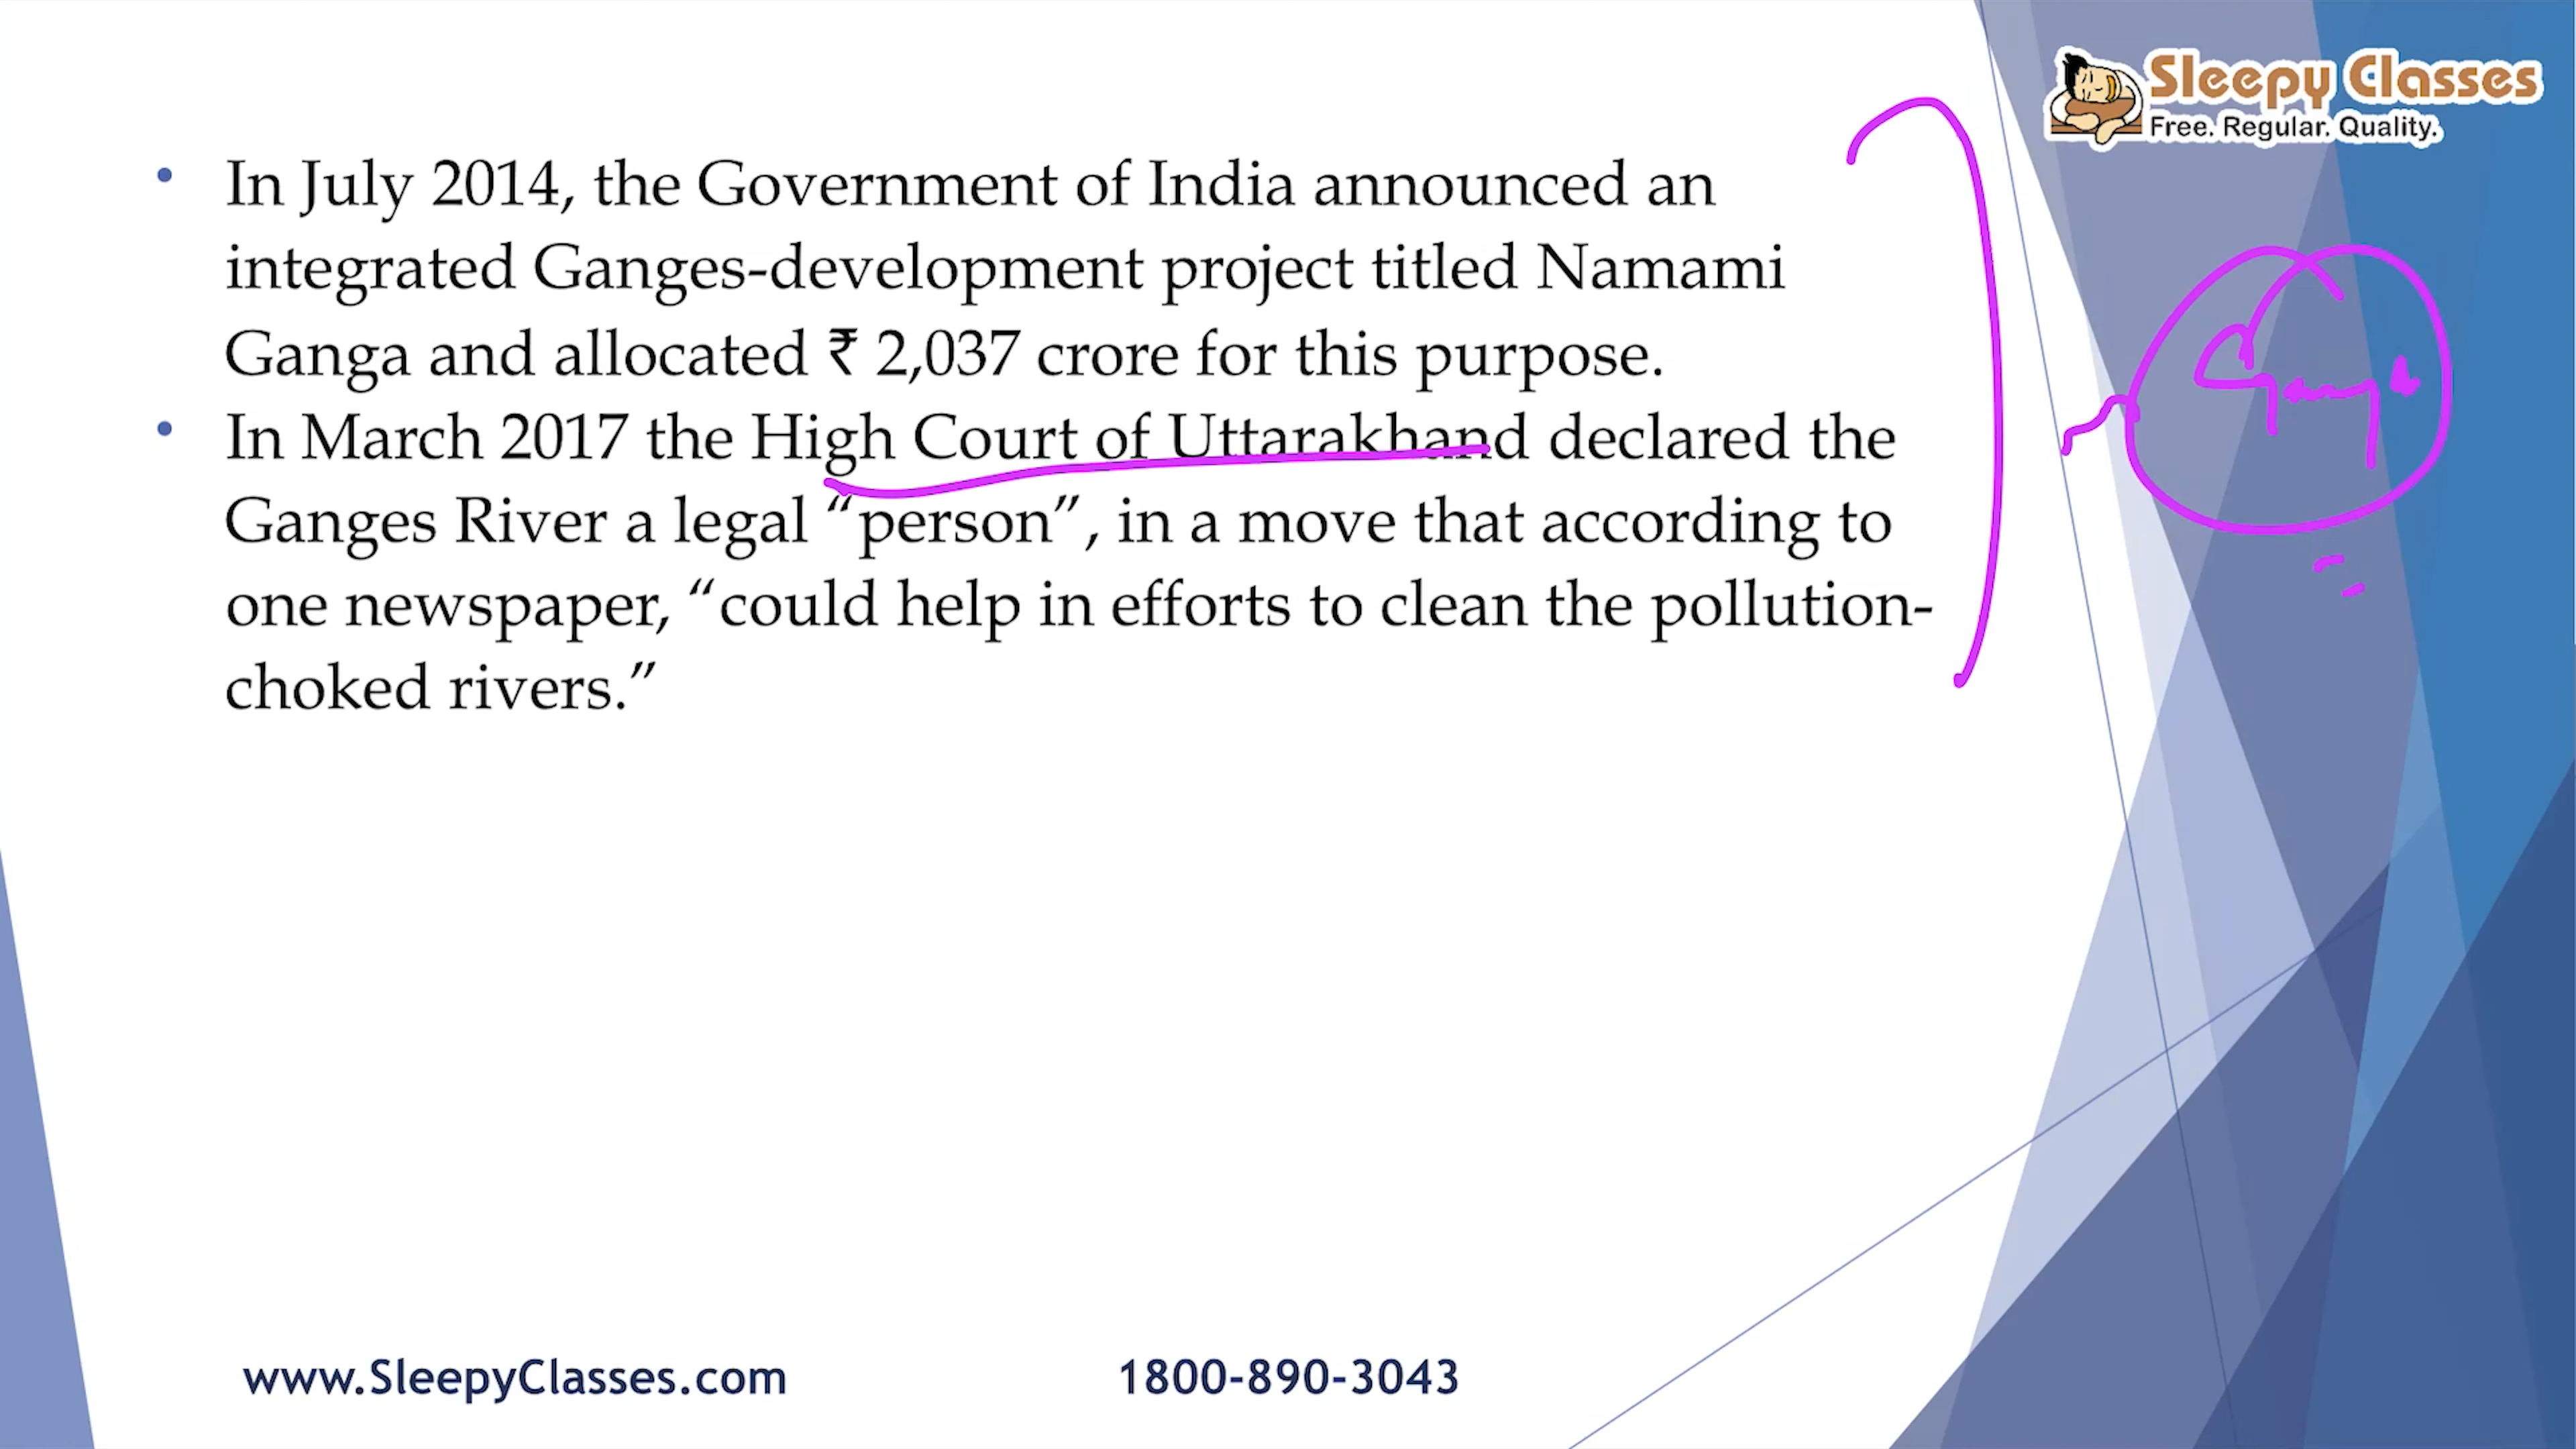 Sleepy Classes
Free. Regular. Quality.
• In July 2014, the Government of India announced an
integrated Ganges-development project titled Namami
Ganga and allocated ₹ 2,037 crore for this purpose.
• In March 2017 the High Court of Uttarakhand declared the
Ganges River a legal “person”, in a move that according to
one newspaper, “could help in efforts to clean the pollution-
choked rivers.”
Ganga
www.SleepyClasses.com 1800-890-3043